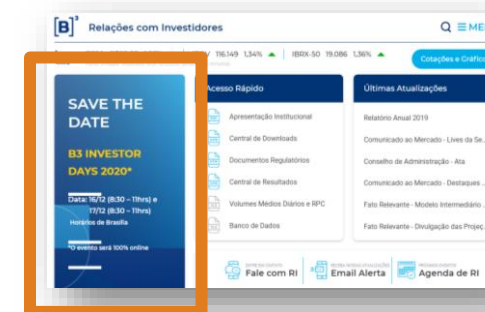 [B]³ Relações com Investidores
ME
116.149 1,34% IBRX-50 19.086 1,36%
Cotações e Gráfico
SAVE THE
DATE
B3 INVESTOR
DAYS 2020*
Data: 16/12 (8:30 – 11hrs) e
17/12 (8:30 – 11hrs)
Horários de Brasília
*O evento será 100% online
Acesso Rápido
Apresentação Institucional
Central de Downloads
Documentos Regulatórios
Central de Resultados
Volumes Médios Diários e RPC
Banco de Dados
Últimas Atualizações
Relatório Anual 2019
Comunicado ao Mercado - Lives da Se..
Conselho de Administração - Ata
Comunicado ao Mercado - Destaques ..
Fato Relevante - Modelo Intermediário ..
Fato Relevante - Divulgação das Projeç..
Fale com RI
Email Alerta
Agenda de RI